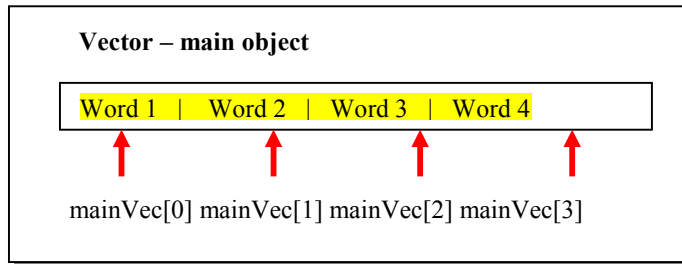 Vector – main object
Word 1 | Word 2 | Word 3 | Word 4
mainVec[0] mainVec[1] mainVec[2] mainVec[3]